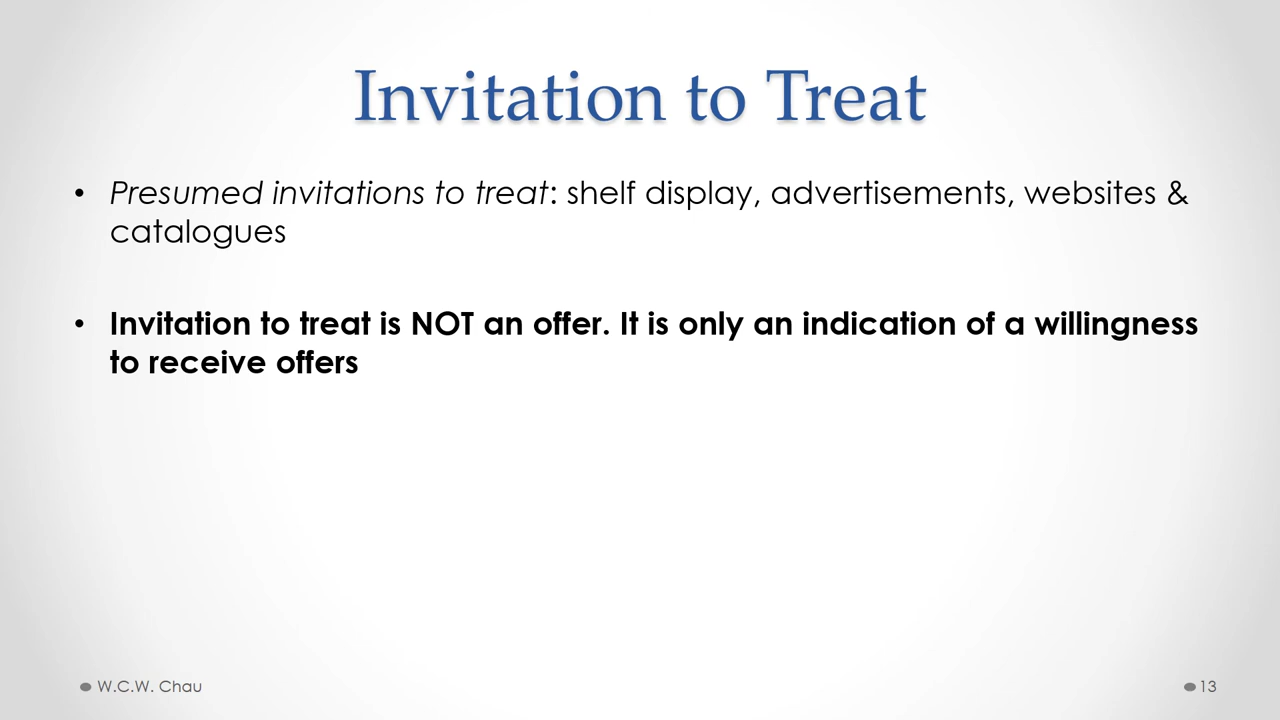 Invitation to Treat
• Presumed invitations to treat: shelf display, advertisements, websites &
catalogues
• Invitation to treat is NOT an offer. It is only an indication of a willingness
to receive offers
W.C.W. Chau
13